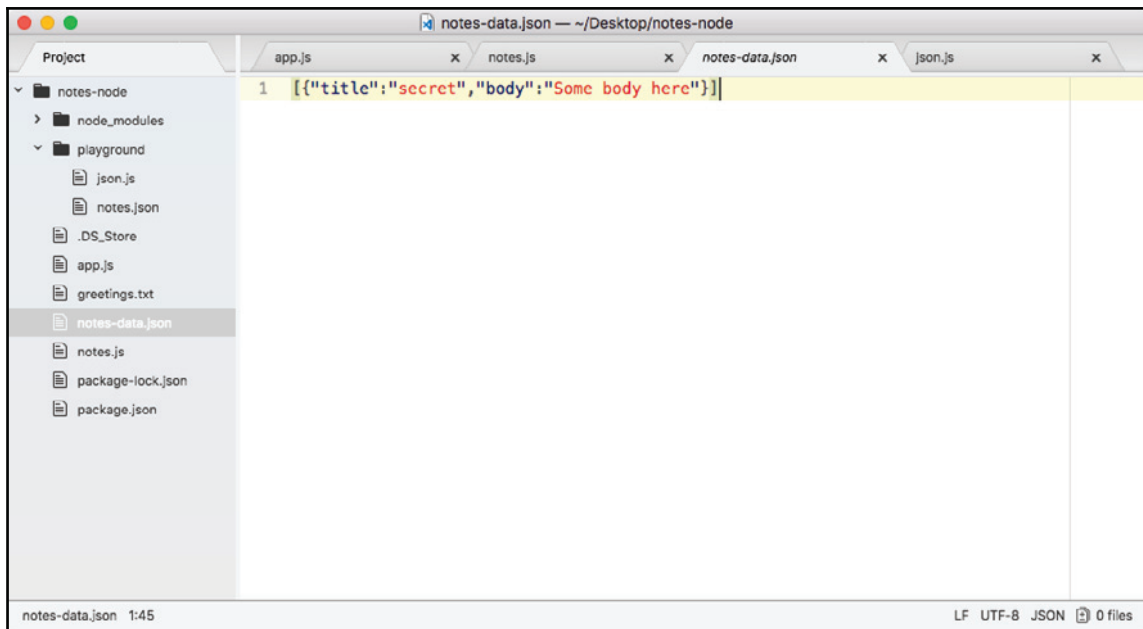 notes-data.json — ~/Desktop/notes-node
Project
app.js
notes.js
notes-data.json
json.js
notes-node
node_modules
playground
json.js
notes.json
.DS_Store
app.js
greetings.txt
notes-data.json
notes.js
package-lock.json
package.json
1 [{"title":"secret","body":"Some body here"}]
notes-data.json 1:45
LF UTF-8 JSON 0 files